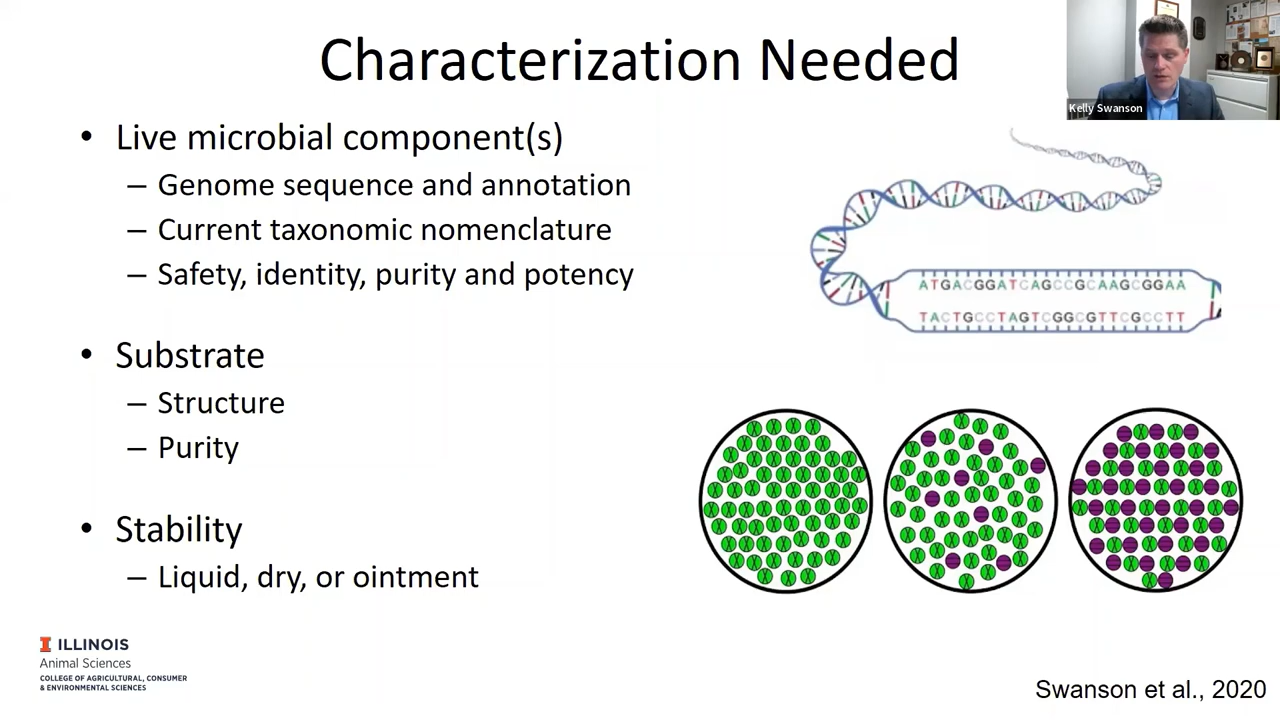 Characterization Needed
Kelly Swanson
• Live microbial component(s)
– Genome sequence and annotation
– Current taxonomic nomenclature
– Safety, identity, purity and potency
ATGACGGATCAGCCGCAAGCGGAA
TACTGCCTAGTCGGCGTTCGCCTT
• Substrate
– Structure
– Purity
• Stability
– Liquid, dry, or ointment
I ILLINOIS
Animal Sciences
COLLEGE OF AGRICULTURAL, CONSUMER
& ENVIRONMENTAL SCIENCES
Swanson et al., 2020